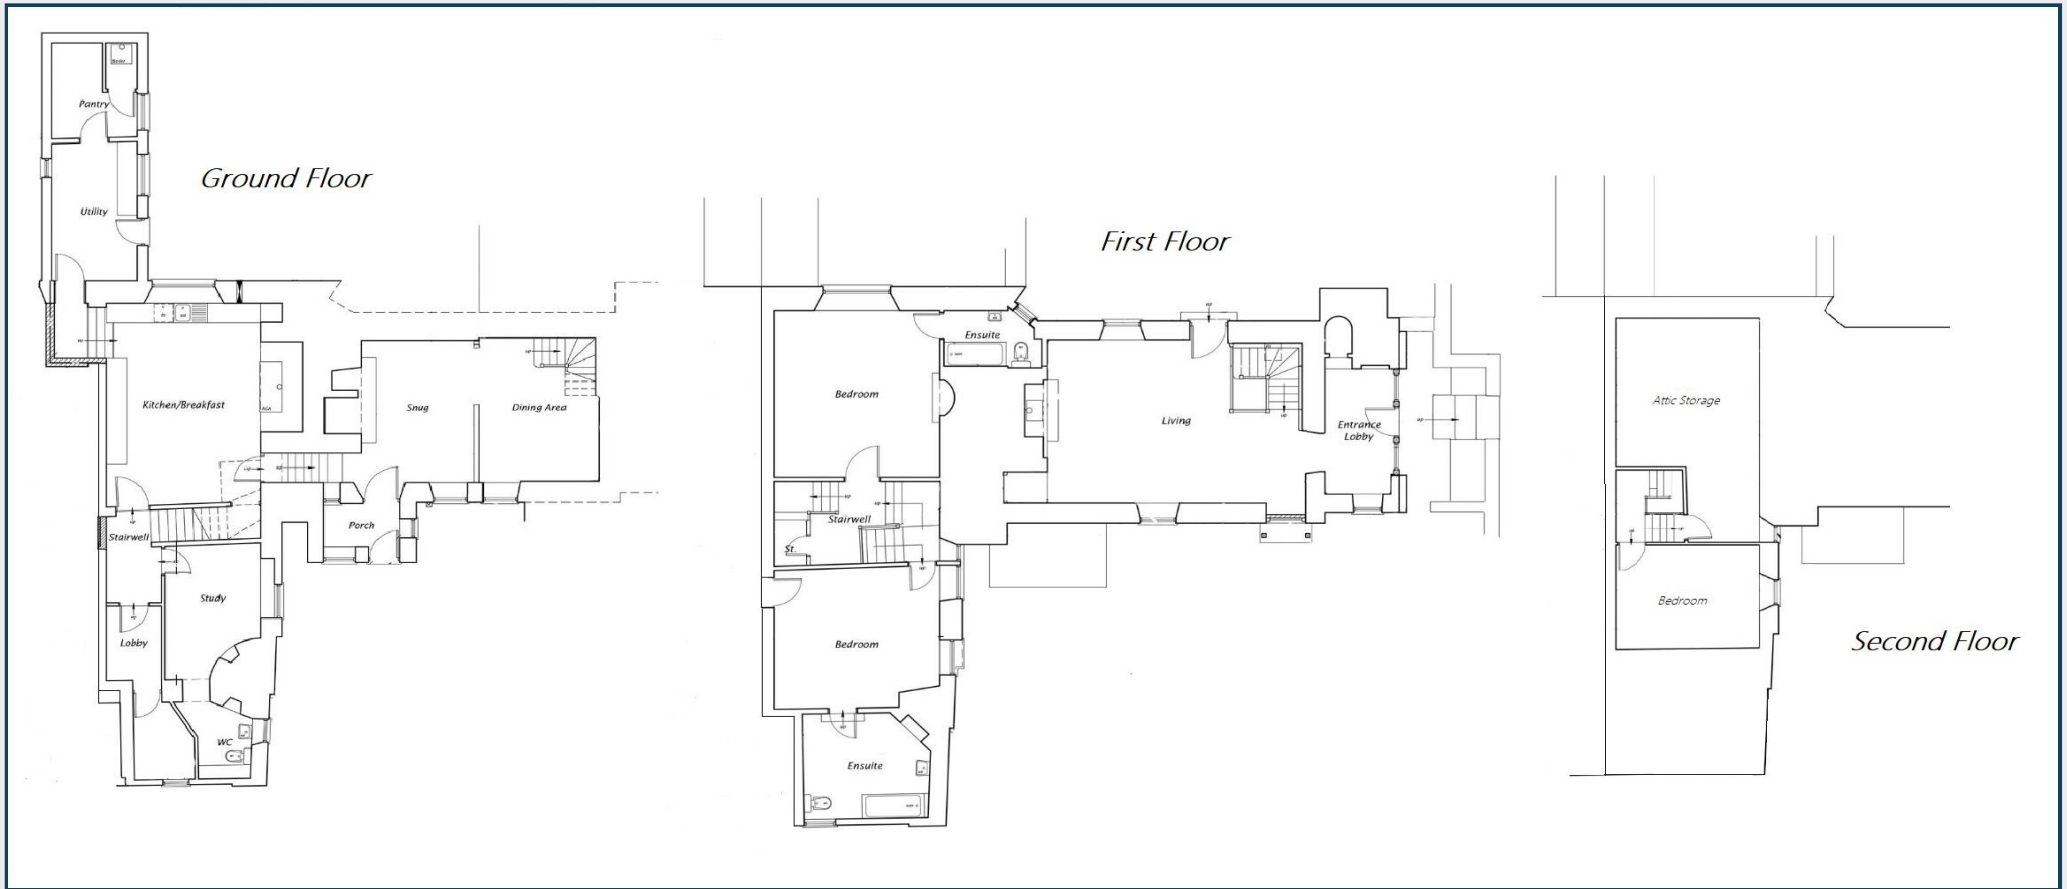 Ground Floor
Boiler
Pantry
Utility
Kitchen/Breakfast
AGA
Snug
Dining Area
Porch
Stairwell
Study
Lobby
WC
First Floor
Ensuite
Bedroom
Living
Entrance
Lobby
Stairwell
St.
Bedroom
Ensuite
Attic Storage
Bedroom
Second Floor